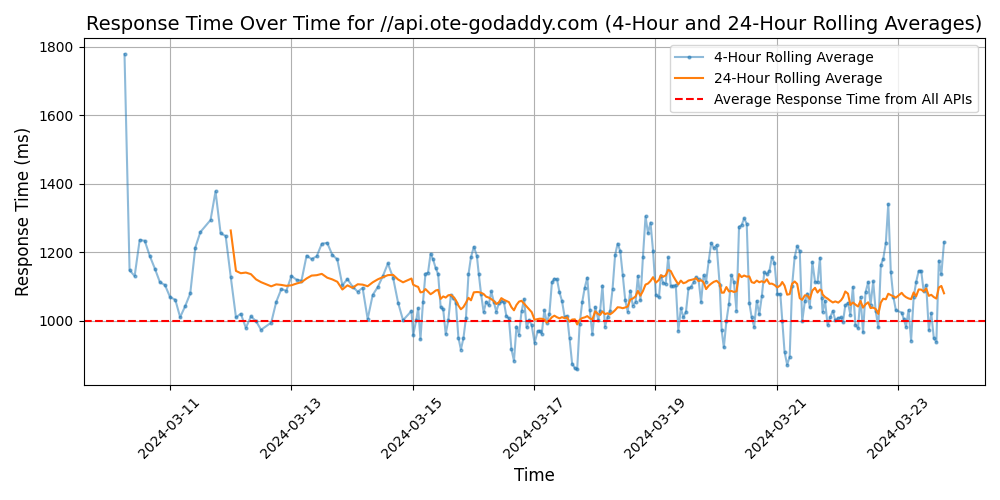 Response Time Over Time for //api.ote-godaddy.com (4-Hour and 24-Hour Rolling Averages)
4-Hour Rolling Average
24-Hour Rolling Average
Average Response Time from All APIs
Response Time (ms)
1800
1600
1400
1200
1000
2024-03-11
2024-03-13
2024-03-15
2024-03-17
2024-03-19
2024-03-21
2024-03-23
Time